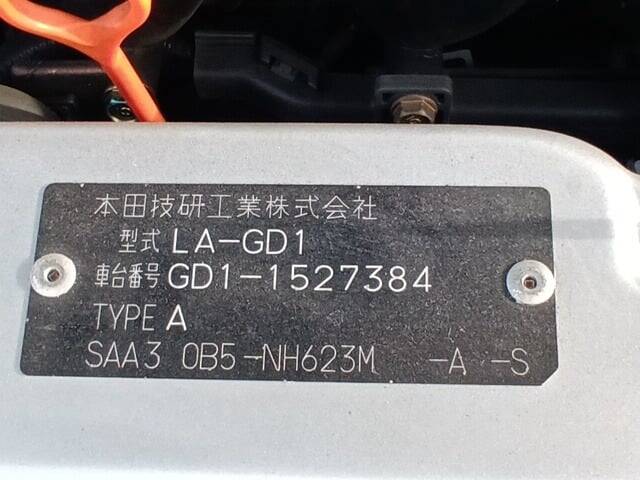 本田技研工業株式会社
型式 LA-GD1
車台番号 GD1-1527384
TYPE A
SAA3 0B5-NH623M -A -S